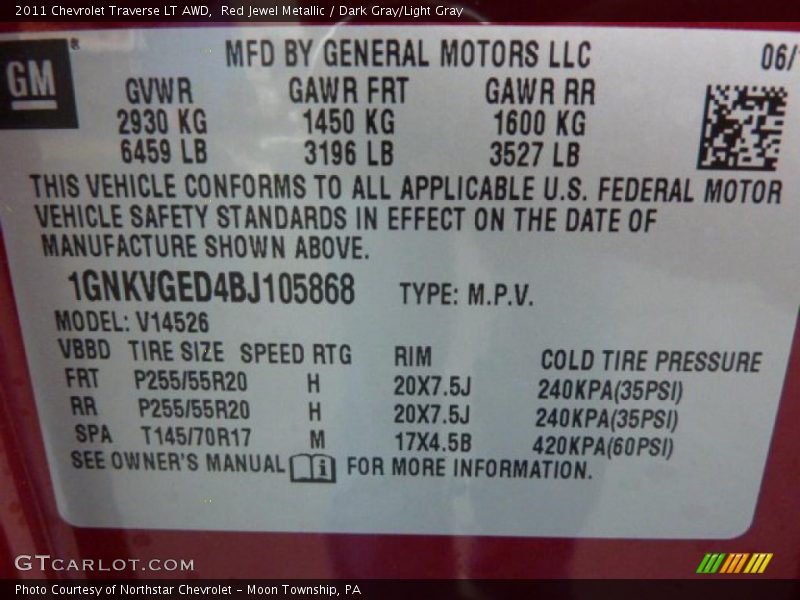 2011 Chevrolet Traverse LT AWD, Red Jewel Metallic / Dark Gray/Light Gray
GM
®
MFD BY GENERAL MOTORS LLC 06/
GVWR GAWR FRT GAWR RR
2930 KG 1450 KG 1600 KG
6459 LB 3196 LB 3527 LB
THIS VEHICLE CONFORMS TO ALL APPLICABLE U.S. FEDERAL MOTOR
VEHICLE SAFETY STANDARDS IN EFFECT ON THE DATE OF
MANUFACTURE SHOWN ABOVE.
1GNKVGED4BJ105868 TYPE: M.P.V.
MODEL: V14526
VBBD TIRE SIZE SPEED RTG RIM COLD TIRE PRESSURE
FRT P255/55R20 H 20X7.5J 240KPA(35PSI)
RR P255/55R20 H 20X7.5J 240KPA(35PSI)
SPA T145/70R17 M 17X4.5B 420KPA(60PSI)
SEE OWNER'S MANUAL i FOR MORE INFORMATION.
GTCARLOT.COM
Photo Courtesy of Northstar Chevrolet - Moon Township, PA